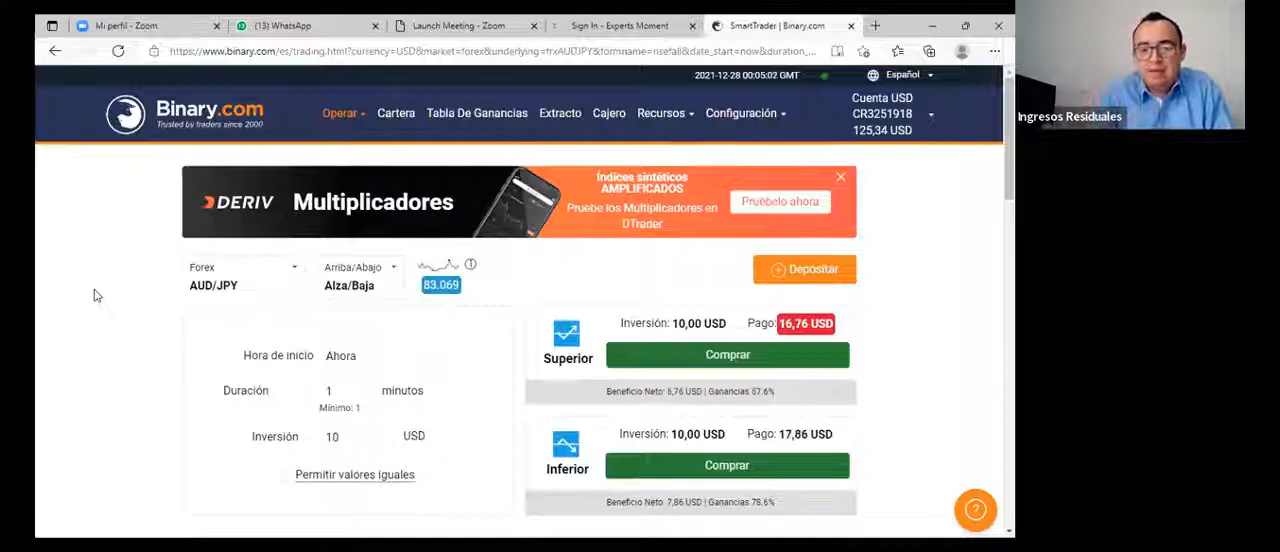 Mi perfil - Zoom
(13) WhatsApp
Launch Meeting - Zoom
Sign In - Experts Moment
SmartTrader | Binary.com
https://www.binary.com/es/trading.html?currency=USD&market=forex&underlying=frxAUDJPY&formname=risefall&date_start=now&duration_...
2021-12-28 00:05:02 GMT
Español
Binary.com
Trusted by traders since 2000
Operar
Cartera
Tabla De Ganancias
Extracto
Cajero
Recursos
Configuración
Cuenta USD
CR3251918
125,34 USD
Ingresos Residuales
DERIV
Multiplicadores
Índices sintéticos
AMPLIFICADOS
Pruebe los Multiplicadores en
DTrader
Pruébelo ahora
Forex
AUD/JPY
Arriba/Abajo
Alza/Baja
83.069
Depositar
Hora de inicio Ahora
Duración 1 minutos
Mínimo: 1
Inversión 10 USD
Permitir valores iguales
Superior
Inversión: 10,00 USD Pago: 16,76 USD
Comprar
Beneficio Neto: 6,76 USD | Ganancias 67.6%
Inferior
Inversión: 10,00 USD Pago: 17,86 USD
Comprar
Beneficio Neto: 7,86 USD | Ganancias 78.6%
?